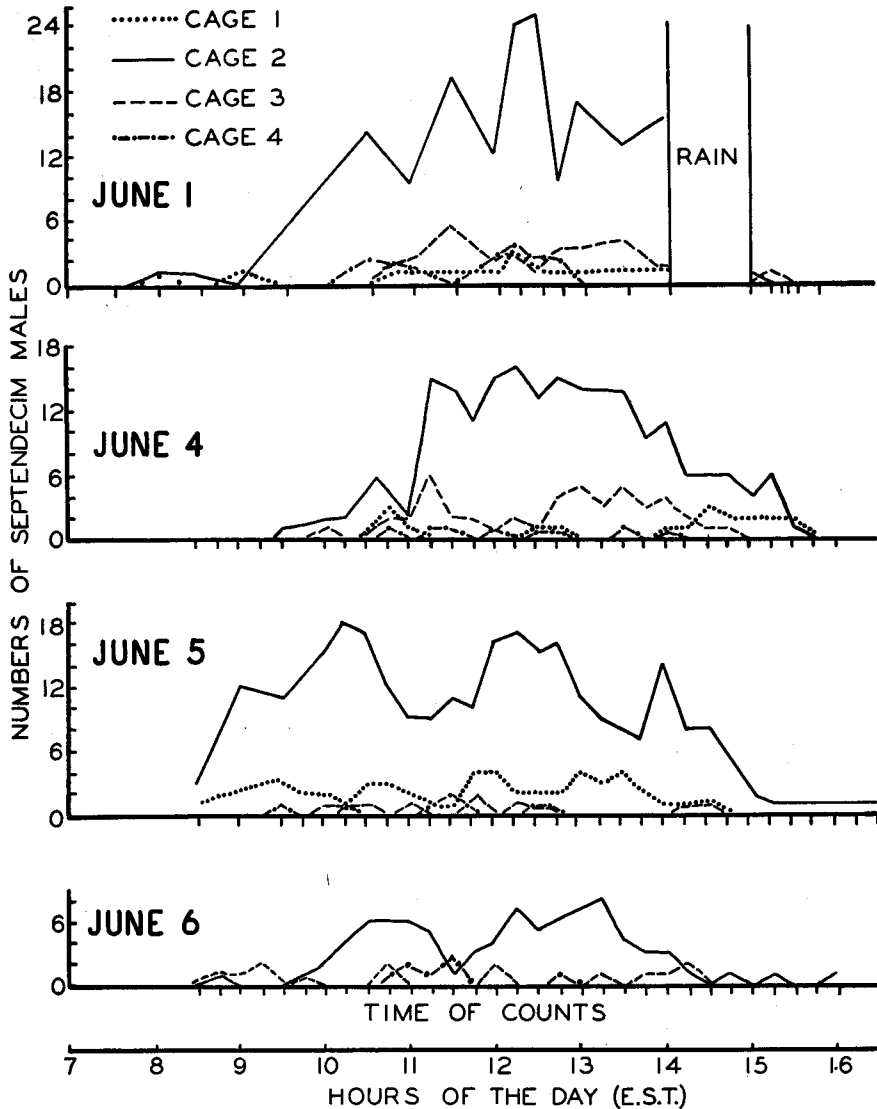 24
18
12
6
0
CAGE 1
CAGE 2
CAGE 3
CAGE 4
JUNE 1
RAIN
NUMBERS OF SEPTENDECIM MALES
18
12
6
0
JUNE 4
18
12
6
0
JUNE 5
6
0
JUNE 6
TIME OF COUNTS
7 8 9 10 11 12 13 14 15 16
HOURS OF THE DAY (E.S.T.)